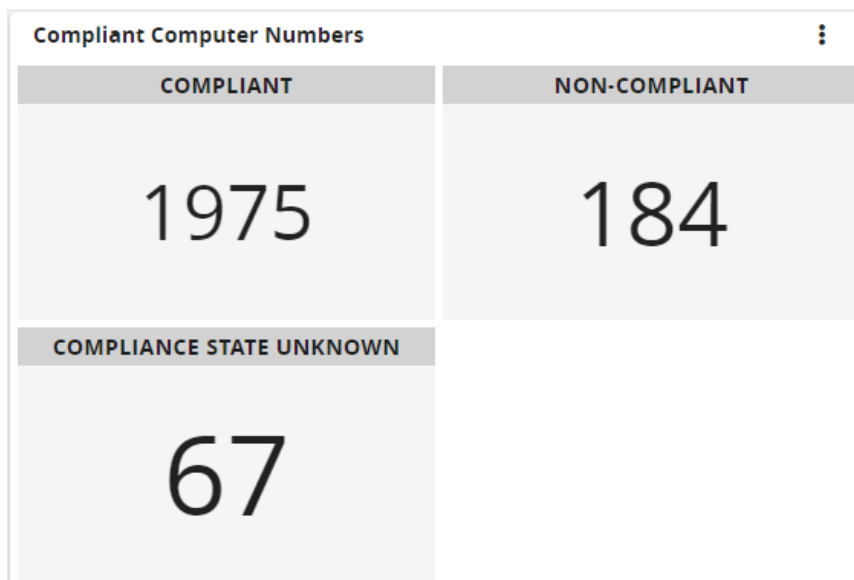 Compliant Computer Numbers
COMPLIANT
NON-COMPLIANT
1975
184
COMPLIANCE STATE UNKNOWN
67